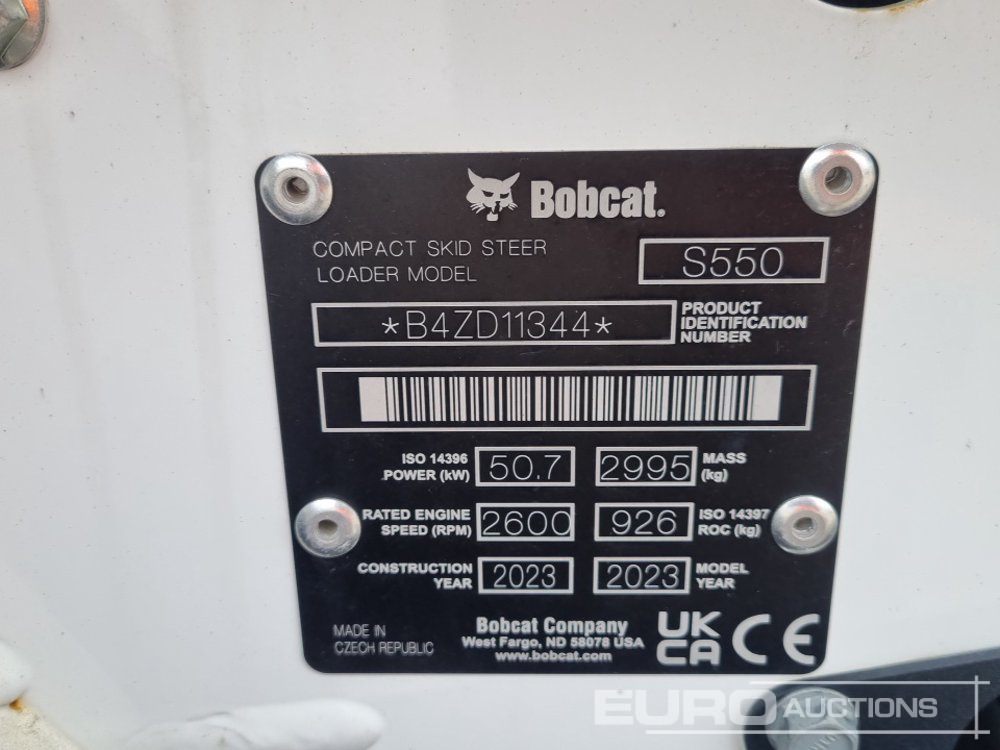 Bobcat.
COMPACT SKID STEER
LOADER MODEL
S550
*B4ZD11344*
PRODUCT
IDENTIFICATION
NUMBER
ISO 14396
POWER (kW)
50.7
2995
MASS
(kg)
RATED ENGINE
SPEED (RPM)
2600
926
ISO 14397
ROC (kg)
CONSTRUCTION
YEAR
2023
2023
MODEL
YEAR
MADE IN
CZECH REPUBLIC
Bobcat Company
West Fargo, ND 58078 USA
www.bobcat.com
UK
CA
CE
EURO AUCTIONS